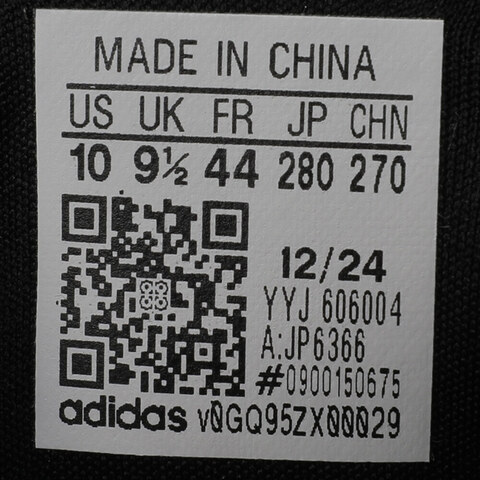 MADE IN CHINA
US UK FR JP CHN
10 9½ 44 280 270
12/24
YYJ 606004
A:JP6366
#0900150675
adidas v0GQ95ZX00029